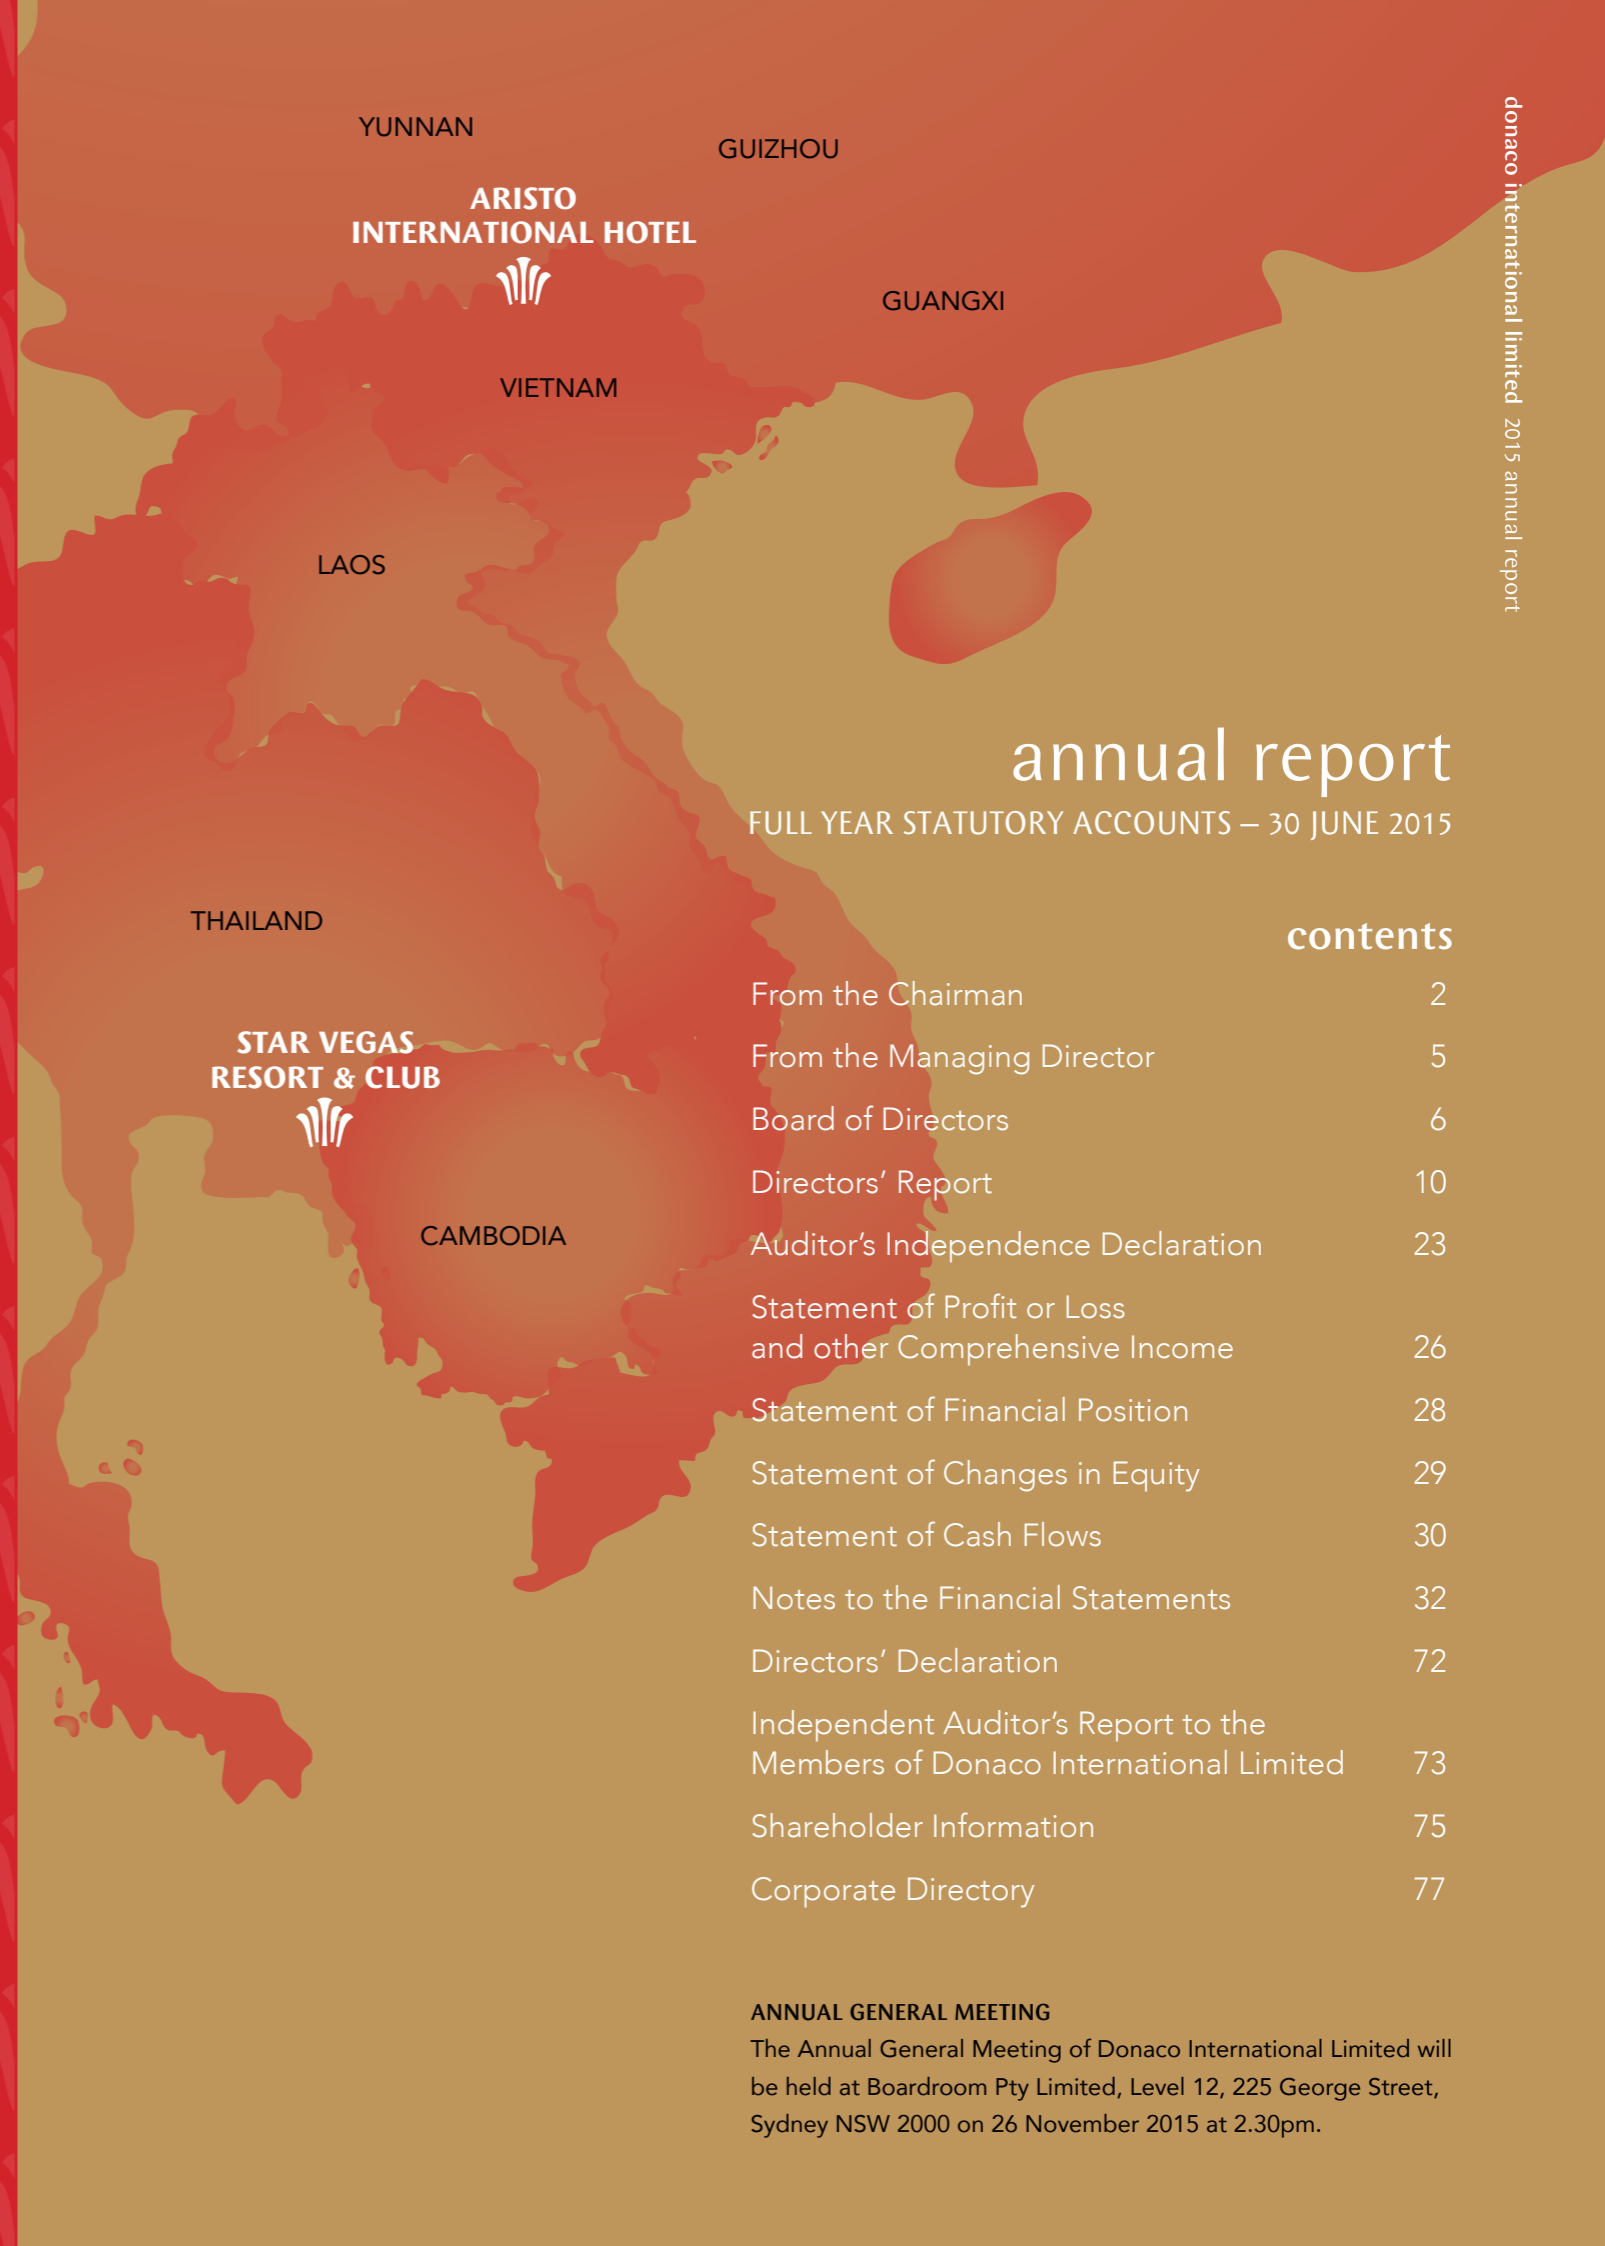 YUNNAN
GUIZHOU
ARISTO
INTERNATIONAL HOTEL
GUANGXI
VIETNAM
LAOS
THAILAND
STAR VEGAS
RESORT & CLUB
CAMBODIA
donaco international limited 2015 annual report
annual report
FULL YEAR STATUTORY ACCOUNTS – 30 JUNE 2015
contents
From the Chairman 2
From the Managing Director 5
Board of Directors 6
Directors’ Report 10
Auditor’s Independence Declaration 23
Statement of Profit or Loss
and other Comprehensive Income 26
Statement of Financial Position 28
Statement of Changes in Equity 29
Statement of Cash Flows 30
Notes to the Financial Statements 32
Directors’ Declaration 72
Independent Auditor’s Report to the
Members of Donaco International Limited 73
Shareholder Information 75
Corporate Directory 77
ANNUAL GENERAL MEETING
The Annual General Meeting of Donaco International Limited will
be held at Boardroom Pty Limited, Level 12, 225 George Street,
Sydney NSW 2000 on 26 November 2015 at 2.30pm.